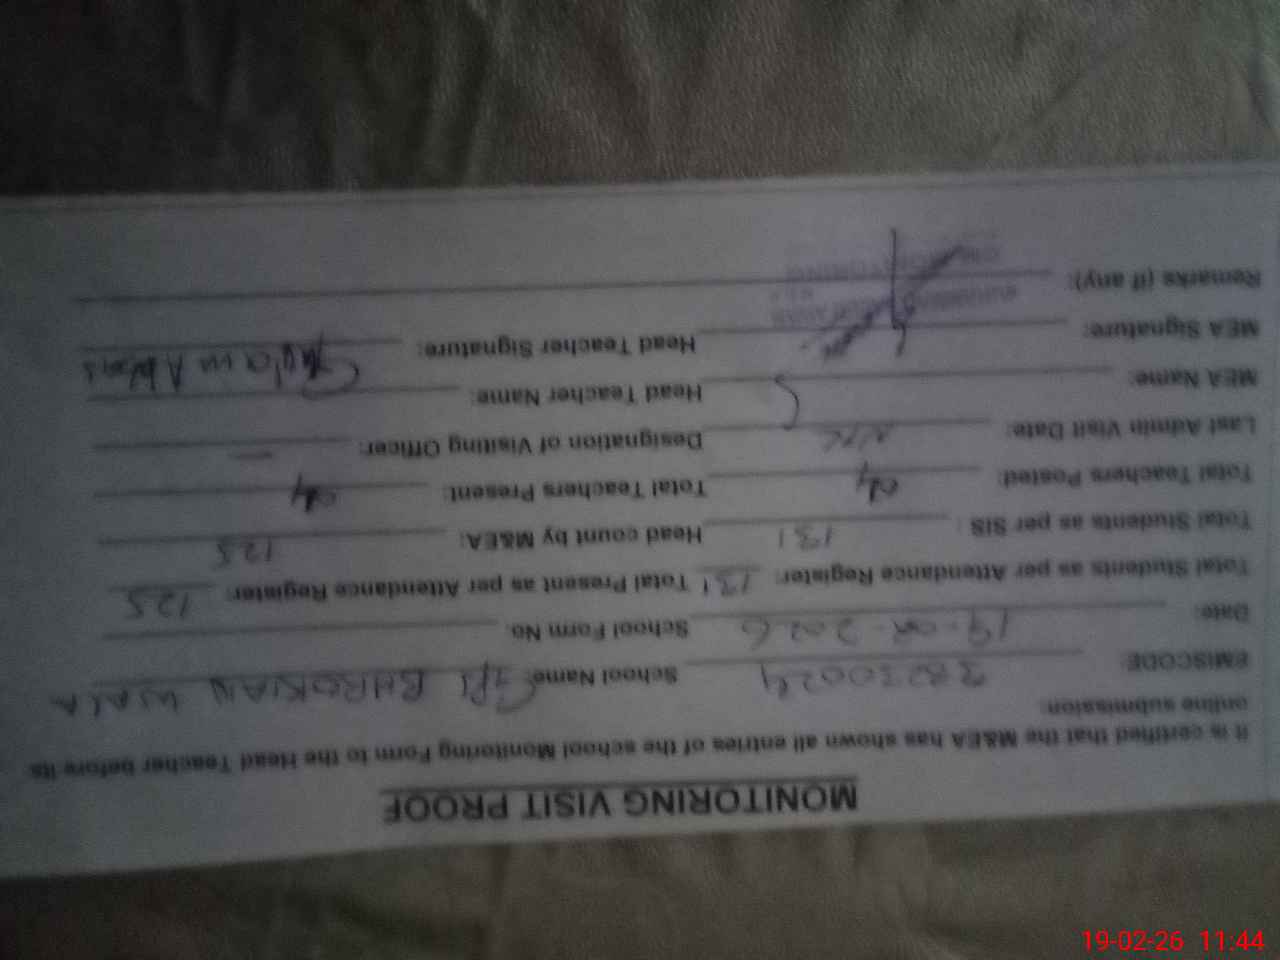 MONITORING VISIT PROOF
It is certified that the M&EA has shown all entries of the school Monitoring Form to the Head Teacher before its
online submission:
EMISCODE: 38230024 School Name: GPS BHROKIAN WALA
Date: 19-02-2026 School Form No.
Total Students as per Attendance Register: 131 Total Present as per Attendance Register: 125
Total Students as per SIS : 131 Head count by M&EA: 125
Total Teachers Posted: 04 Total Teachers Present: 04
Last Admin Visit Date: Designation of Visiting Officer: —
MEA Name: Head Teacher Name:
MEA Signature: Head Teacher Signature: Ghulam Abbas
Remarks (if any):
19-02-26 11:44